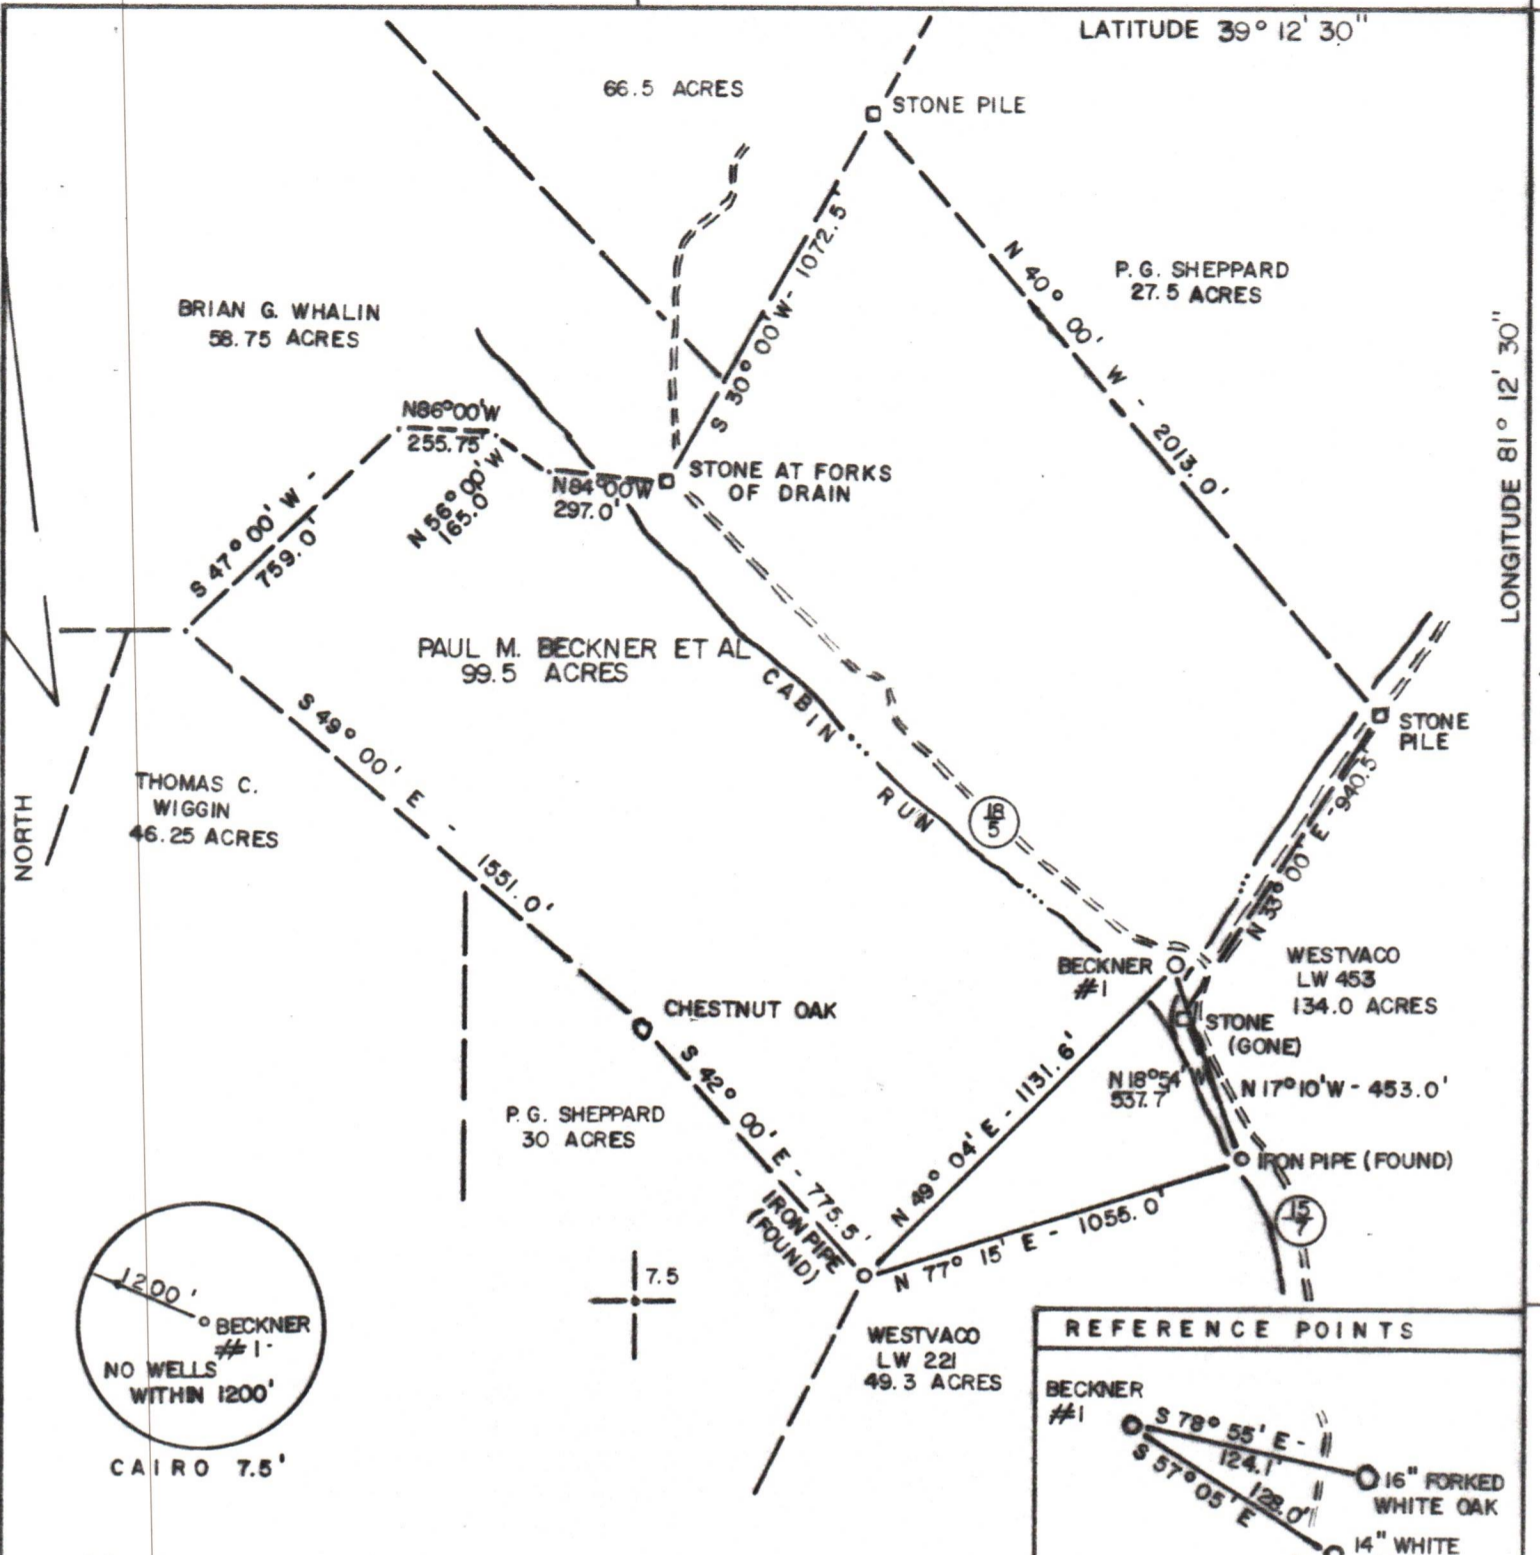 LATITUDE 39° 12' 30"
66.5 ACRES
STONE PILE
S 30° 00' W - 1072.5'
N 40° 00' W - 2013.0'
P. G. SHEPPARD
27.5 ACRES
LONGITUDE 81° 12' 30"
BRIAN G. WHALIN
58.75 ACRES
N86°00'W
255.75'
N 56° 00' W
165.0'
N84°00W
297.0'
STONE AT FORKS
OF DRAIN
S 47° 00' W -
759.0'
PAUL M. BECKNER ET AL
99.5 ACRES
CABIN RUN
STONE
PILE
S 49° 00' E - 1551.0'
THOMAS C.
WIGGIN
46.25 ACRES
NORTH
18
5
N 33° 00' E - 940.5'
BECKNER
#1
WESTVACO
LW 453
134.0 ACRES
CHESTNUT OAK
STONE
(GONE)
N 18° 54' W
537.7'
N 17° 10' W - 453.0'
S 42° 00' E - 775.5'
P. G. SHEPPARD
30 ACRES
N 49° 04' E - 1131.6'
IRON PIPE (FOUND)
IRON PIPE
(FOUND)
N 77° 15' E - 1055.0'
15
7
7.5
1200'
BECKNER
#1
NO WELLS
WITHIN 1200'
CAIRO 7.5'
WESTVACO
LW 221
49.3 ACRES
REFERENCE POINTS
BECKNER
#1
S 78° 55' E -
124.1'
S 57° 05' E
128.0'
16" FORKED
WHITE OAK
14" WHITE